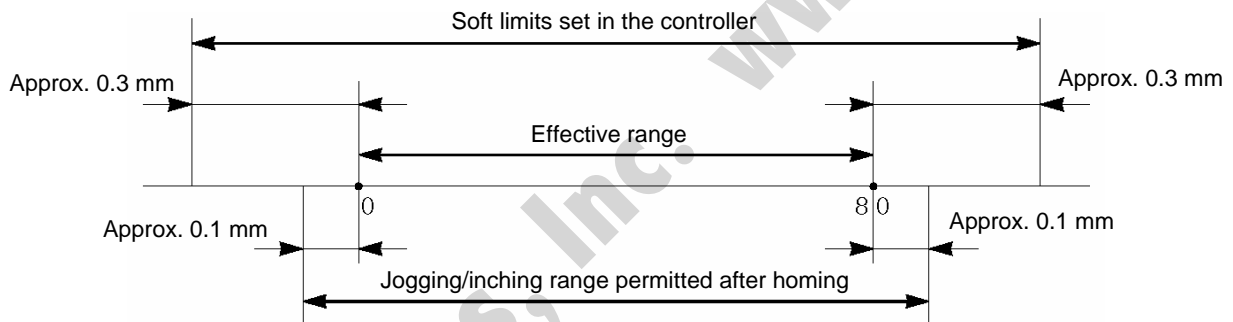 Soft limits set in the controller
Approx. 0.3 mm
Approx. 0.3 mm
Effective range
0
80
Approx. 0.1 mm
Approx. 0.1 mm
Jogging/inching range permitted after homing
s, Inc. w